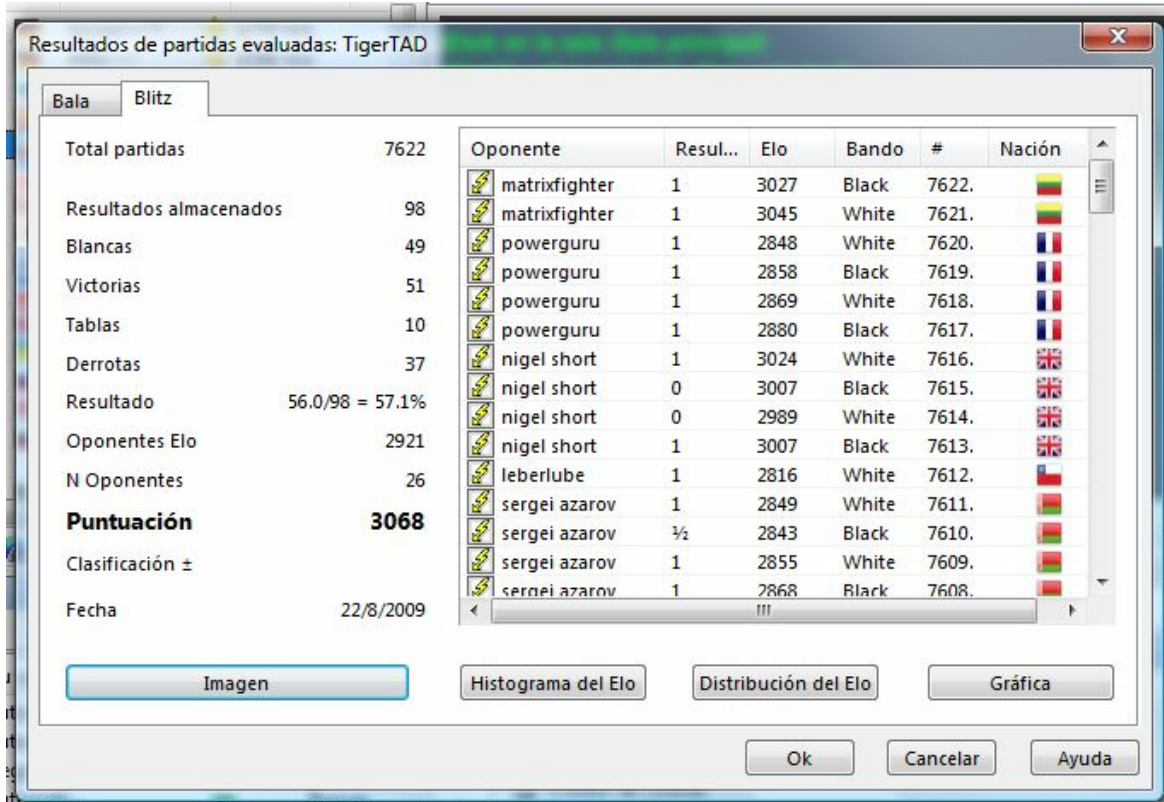 Resultados de partidas evaluadas: TigerTAD
Bala Blitz
Total partidas 7622
Resultados almacenados 98
Blancas 49
Victorias 51
Tablas 10
Derrotas 37
Resultado 56.0/98 = 57.1%
Oponentes Elo 2921
N Oponentes 26
Puntuación 3068
Clasificación ±
Fecha 22/8/2009
Oponente Resul... Elo Bando # Nación
matrixfighter 1 3027 Black 7622.
matrixfighter 1 3045 White 7621.
powerguru 1 2848 White 7620.
powerguru 1 2858 Black 7619.
powerguru 1 2869 White 7618.
powerguru 1 2880 Black 7617.
nigel short 1 3024 White 7616.
nigel short 0 3007 Black 7615.
nigel short 0 2989 White 7614.
nigel short 1 3007 Black 7613.
leberlube 1 2816 White 7612.
sergei azarov 1 2849 White 7611.
sergei azarov ½ 2843 Black 7610.
sergei azarov 1 2855 White 7609.
sergei azarov 1 2868 Black 7608.
Imagen Histograma del Elo Distribución del Elo Gráfica
Ok Cancelar Ayuda